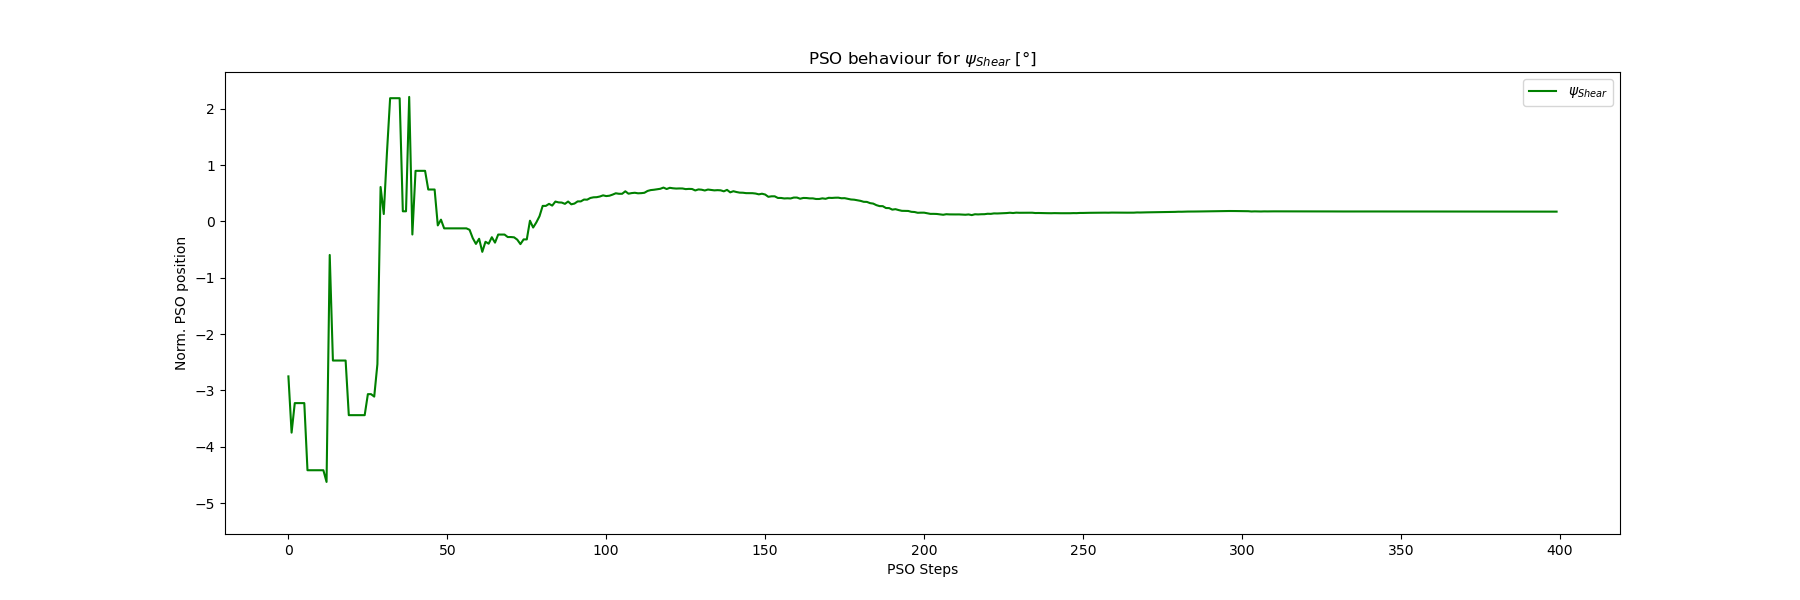 PSO behaviour for ψShear [°]
ψShear
Norm. PSO position
2
1
0
−1
−2
−3
−4
−5
0 50 100 150 200 250 300 350 400
PSO Steps